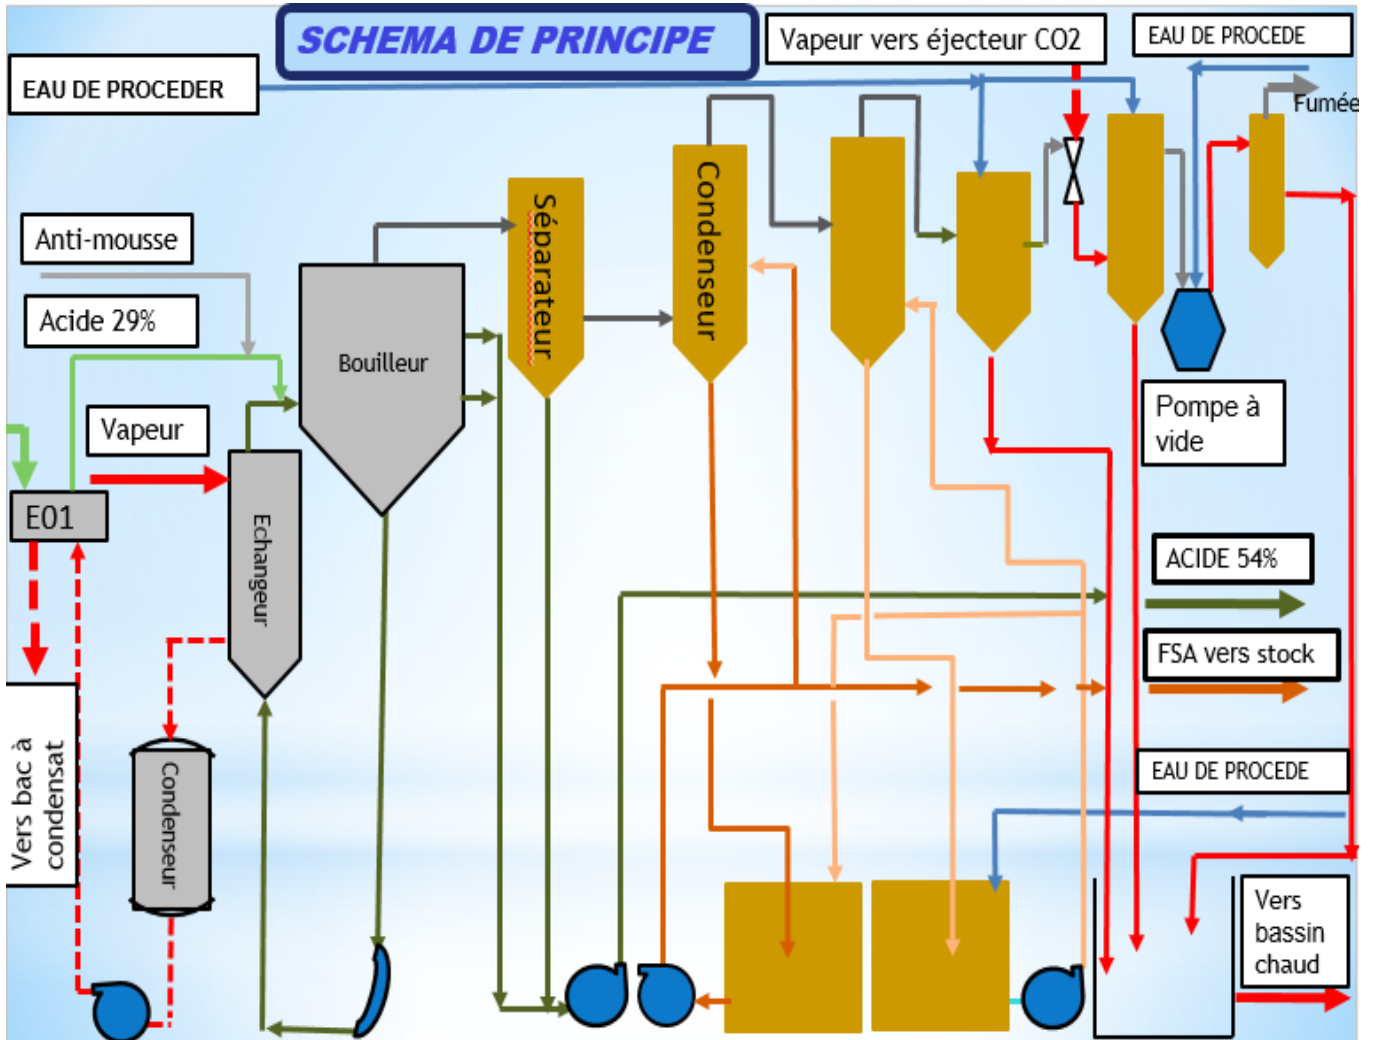 SCHEMA DE PRINCIPE
Vapeur vers éjecteur CO2
EAU DE PROCEDE
EAU DE PROCEDER
Fumée
Anti-mousse
Acide 29%
Vapeur
E01
Echangeur
Bouilleur
Séparateur
Condenseur
Pompe à
vide
ACIDE 54%
FSA vers stock
EAU DE PROCEDE
Vers bac à
condensat
Condenseur
Vers
bassin
chaud